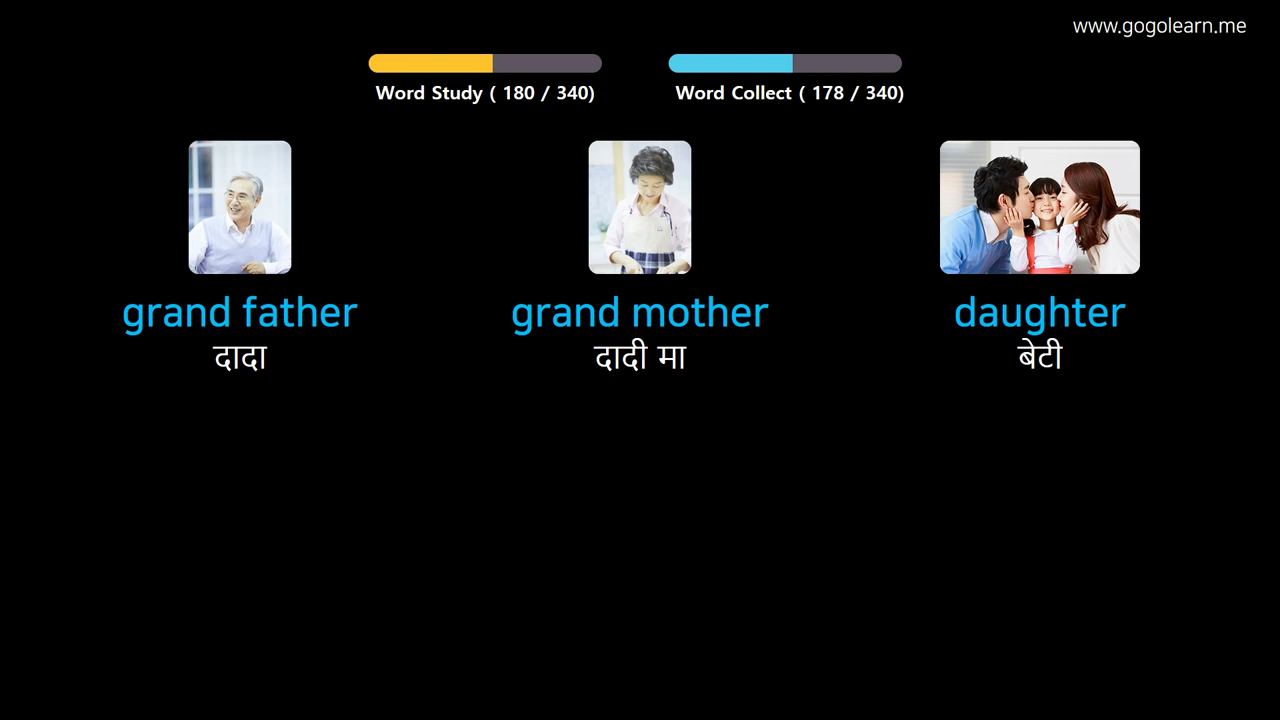 www.gogolearn.me
Word Study ( 180 / 340)
Word Collect ( 178 / 340)
grand father
दादा
grand mother
दादी मा
daughter
बेटी